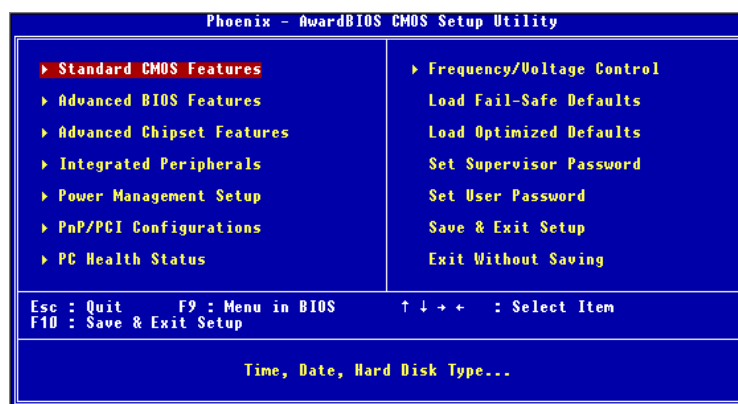 Phoenix - AwardBIOS CMOS Setup Utility
▸ Standard CMOS Features
▸ Advanced BIOS Features
▸ Advanced Chipset Features
▸ Integrated Peripherals
▸ Power Management Setup
▸ PnP/PCI Configurations
▸ PC Health Status
▸ Frequency/Voltage Control
Load Fail-Safe Defaults
Load Optimized Defaults
Set Supervisor Password
Set User Password
Save & Exit Setup
Exit Without Saving
Esc : Quit F9 : Menu in BIOS ↑ ↓ → ← : Select Item
F10 : Save & Exit Setup
Time, Date, Hard Disk Type...